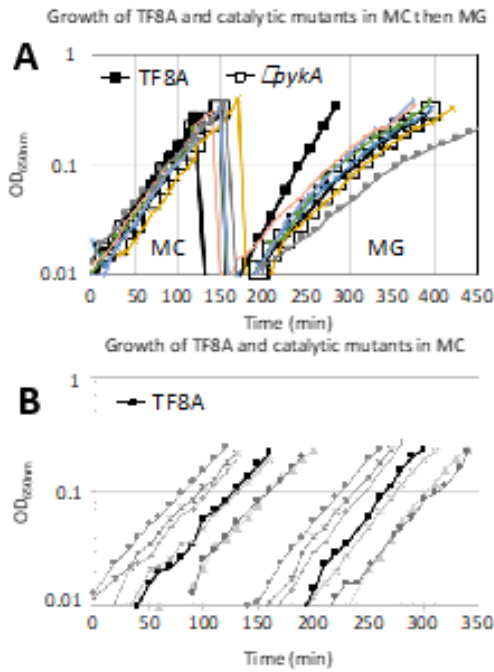 Growth of TF8A and catalytic mutants in MC then MG
A
1
TF8A
□pykA
0.1
OD650nm
MC
MG
0.01
0 50 100 150 200 250 300 350 400 450
Time (min)
Growth of TF8A and catalytic mutants in MC
B
1
TF8A
0.1
0.01
0 50 100 150 200 250 300 350
Time (min)